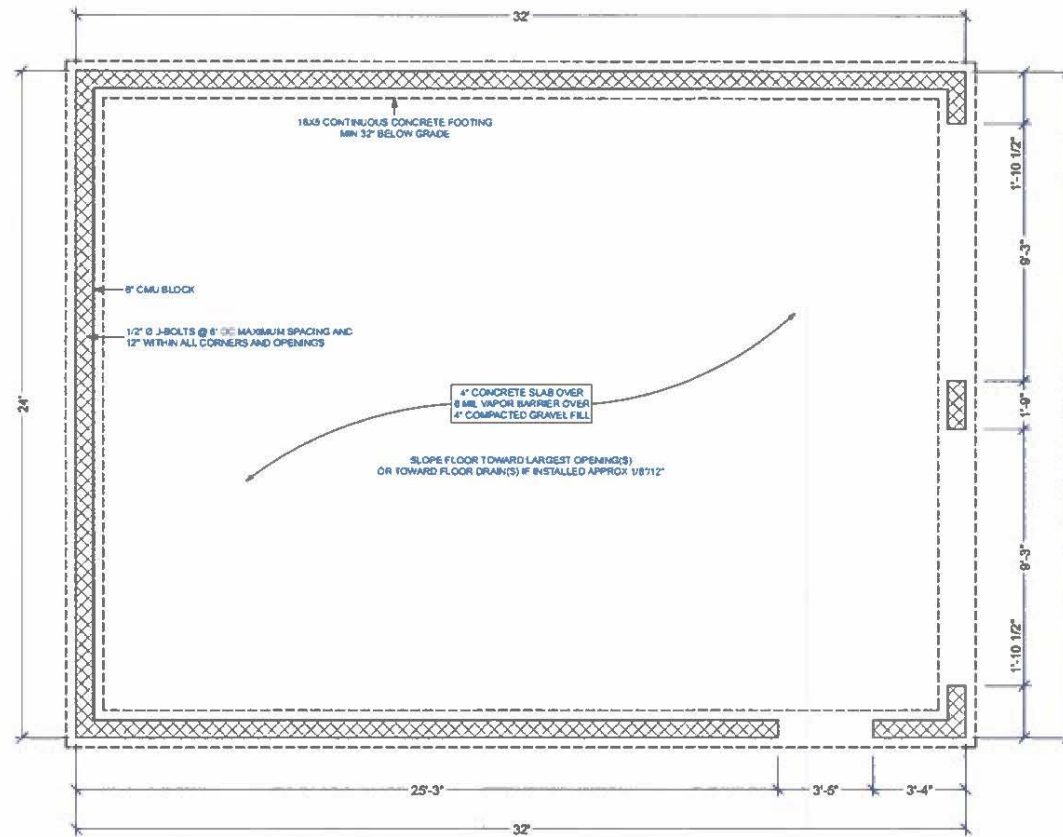 32'
16X8 CONTINUOUS CONCRETE FOOTING
MIN 32" BELOW GRADE
1'-10 1/2"
9'-3"
8" CMU BLOCK
1/2" Ø J-BOLTS @ 6' OC MAXIMUM SPACING AND
12" WITHIN ALL CORNERS AND OPENINGS
24'
4" CONCRETE SLAB OVER
6 MIL VAPOR BARRIER OVER
4" COMPACTED GRAVEL FILL
1'-9"
SLOPE FLOOR TOWARD LARGEST OPENING(S)
OR TOWARD FLOOR DRAIN(S) IF INSTALLED APPROX 1/8"/12"
9'-3"
1'-10 1/2"
25'-3"
3'-5"
3'-4"
32'